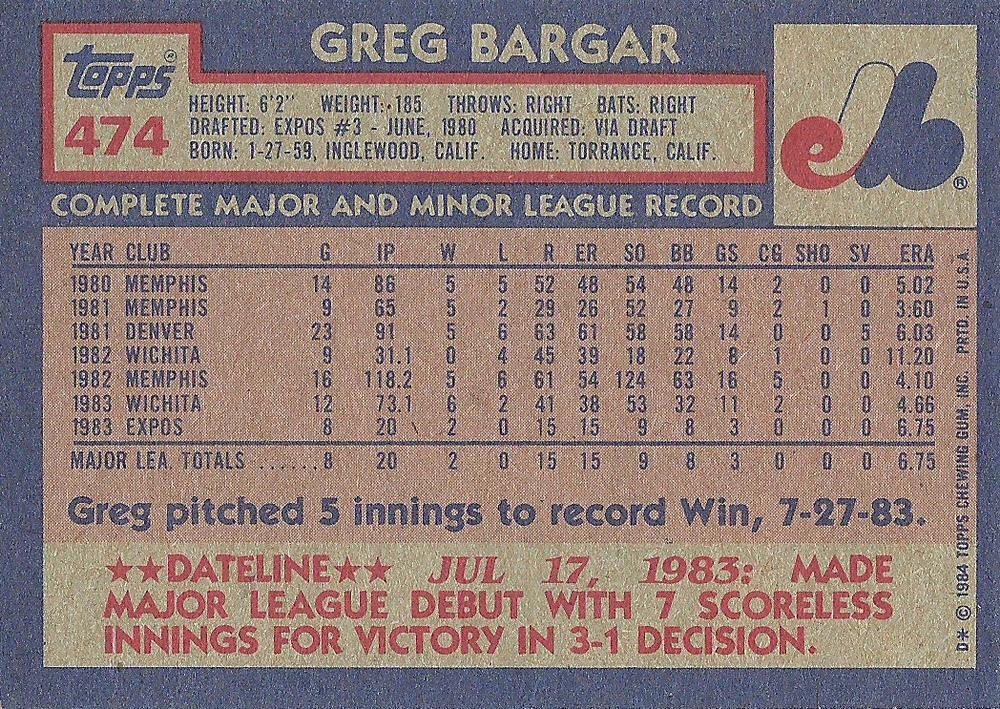 GREG BARGAR
Topps®
474
HEIGHT: 6'2" WEIGHT: 185 THROWS: RIGHT BATS: RIGHT
DRAFTED: EXPOS #3 - JUNE, 1980 ACQUIRED: VIA DRAFT
BORN: 1-27-59, INGLEWOOD, CALIF. HOME: TORRANCE, CALIF.
eb®
COMPLETE MAJOR AND MINOR LEAGUE RECORD
YEAR CLUB G IP W L R ER SO BB GS CG SHO SV ERA
1980 MEMPHIS 14 86 5 5 52 48 54 48 14 2 0 0 5.02
1981 MEMPHIS 9 65 5 2 29 26 52 27 9 2 1 0 3.60
1981 DENVER 23 91 5 6 63 61 58 58 14 0 0 5 6.03
1982 WICHITA 9 31.1 0 4 45 39 18 22 8 1 0 0 11.20
1982 MEMPHIS 16 118.2 5 6 61 54 124 63 16 5 0 0 4.10
1983 WICHITA 12 73.1 6 2 41 38 53 32 11 2 0 0 4.66
1983 EXPOS 8 20 2 0 15 15 9 8 3 0 0 0 6.75
MAJOR LEA. TOTALS ......8 20 2 0 15 15 9 8 3 0 0 0 6.75
Greg pitched 5 innings to record Win, 7-27-83.
★★DATELINE★★ JUL 17, 1983: MADE
MAJOR LEAGUE DEBUT WITH 7 SCORELESS
INNINGS FOR VICTORY IN 3-1 DECISION.
D* © 1984 TOPPS CHEWING GUM, INC. PRTD. IN U.S.A.